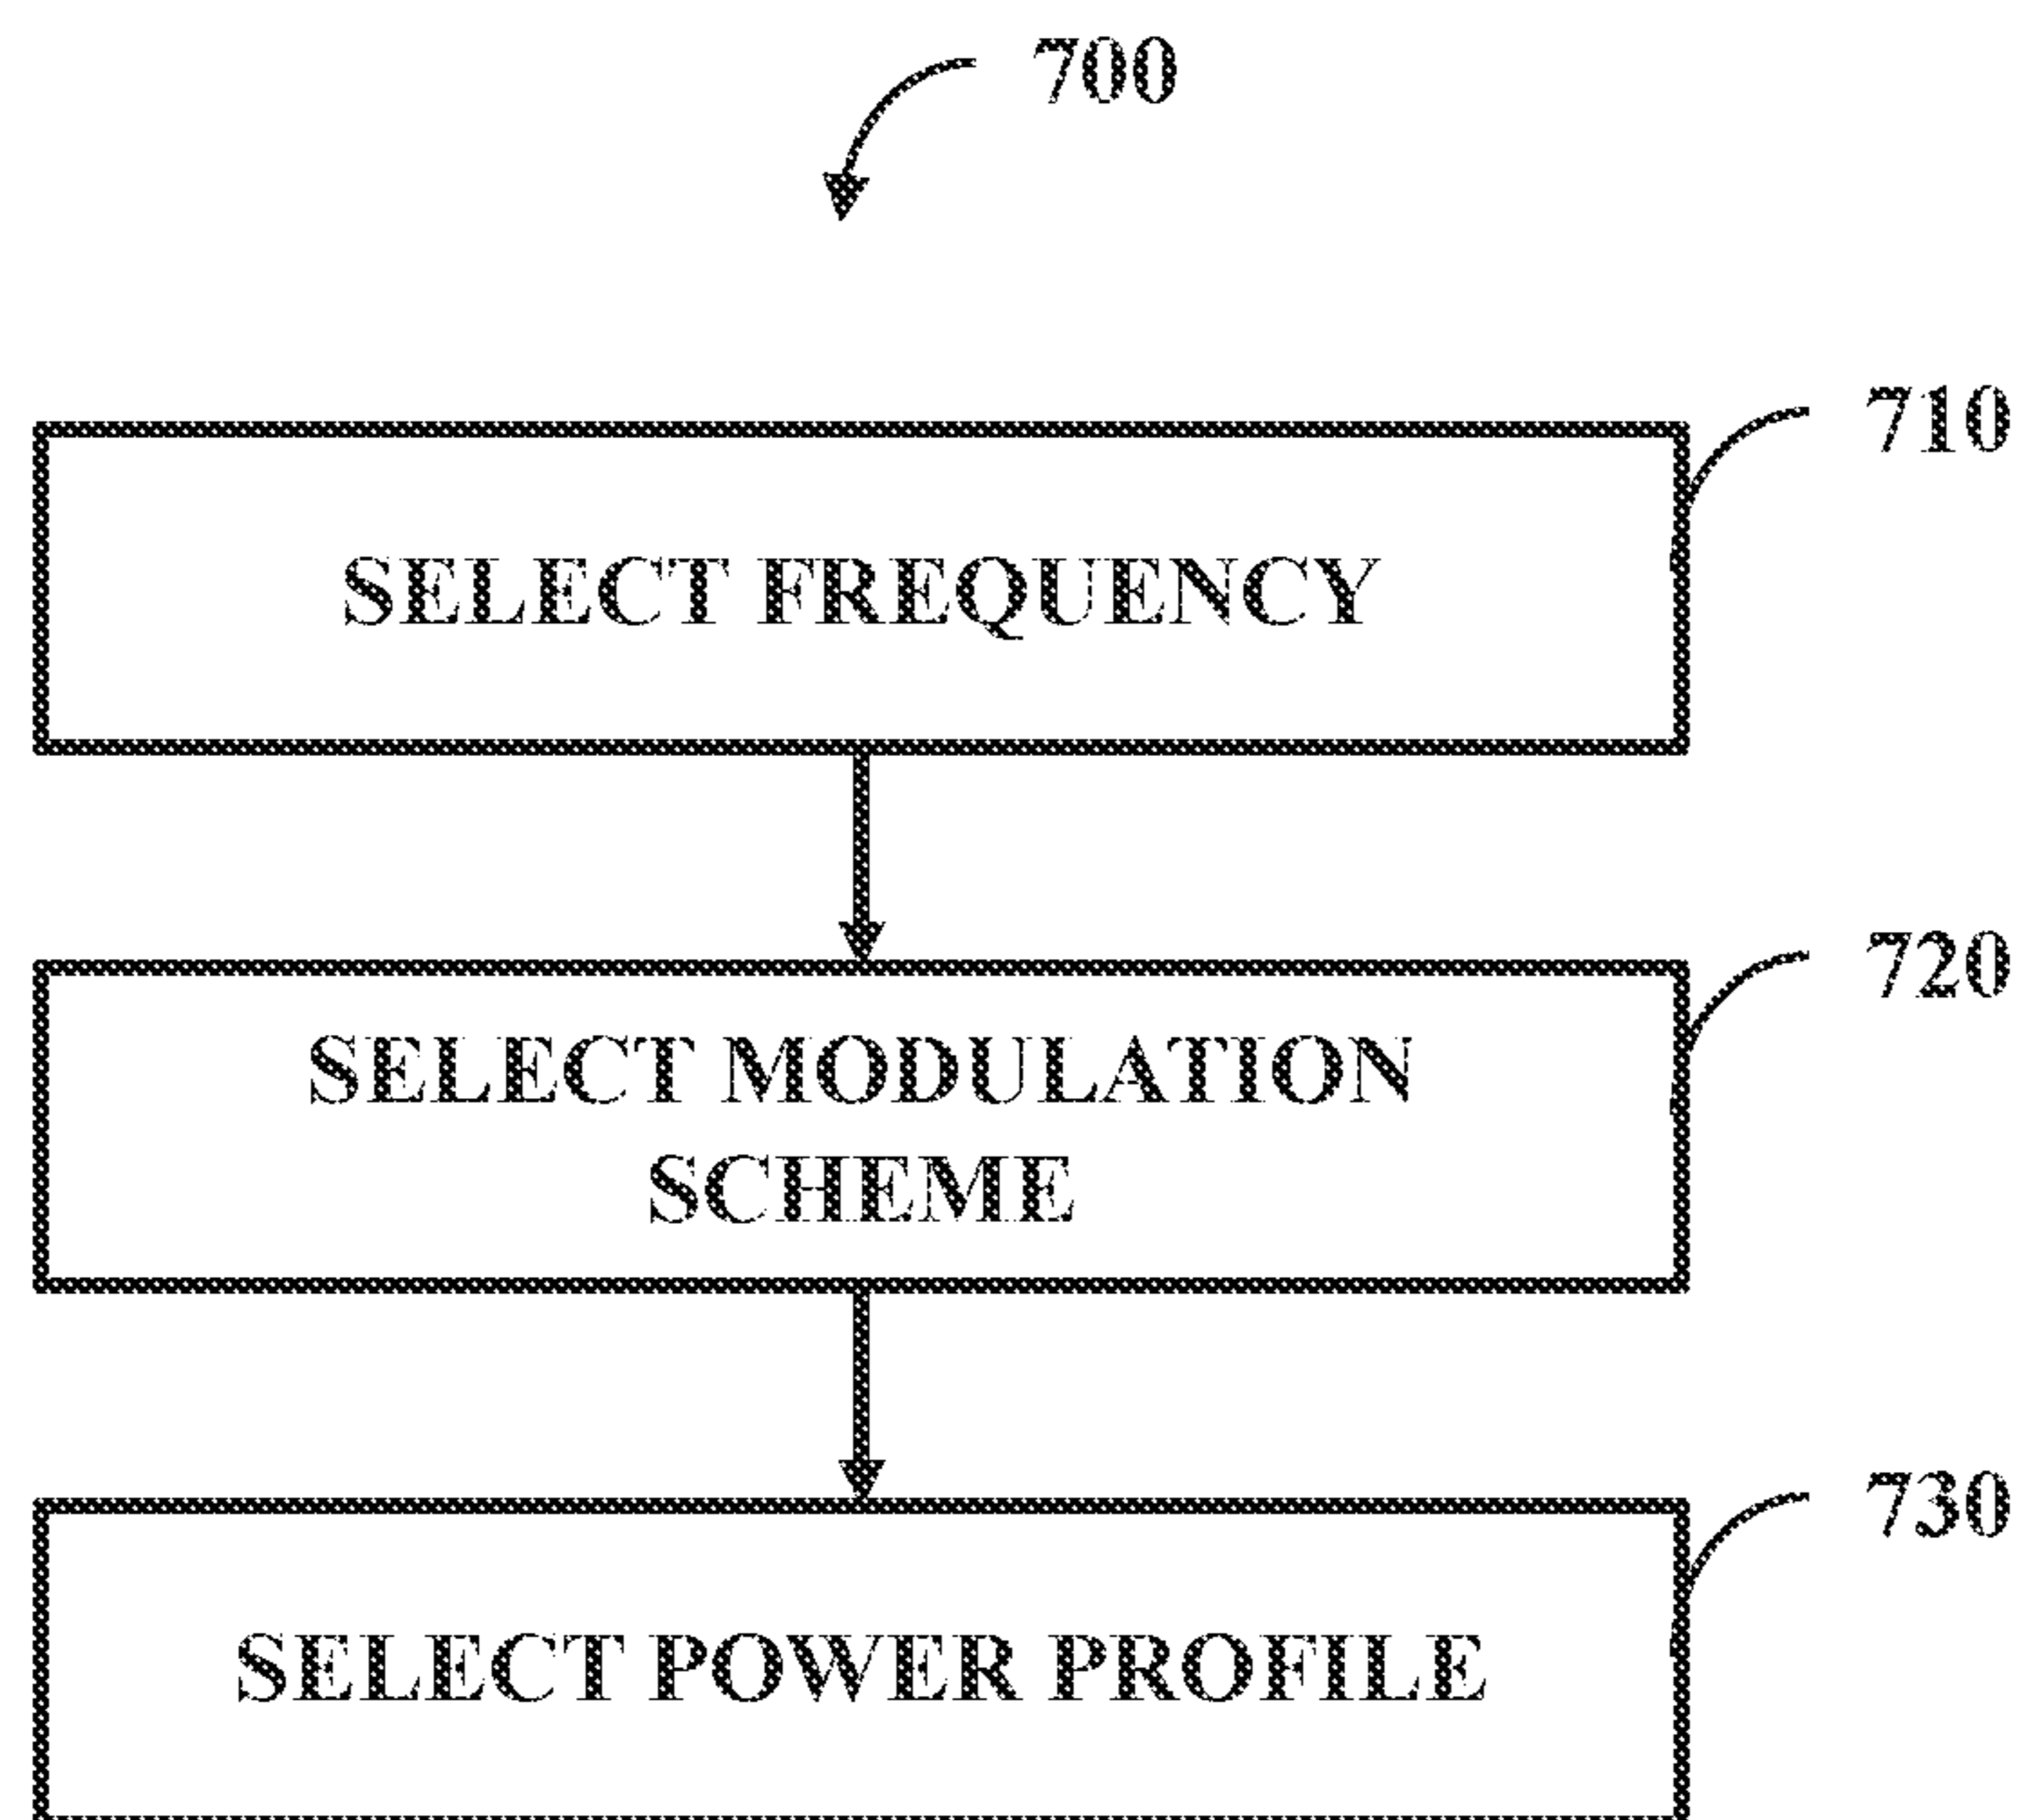 700
710
SELECT FREQUENCY
720
SELECT MODULATION
SCHEME
730
SELECT POWER PROFILE